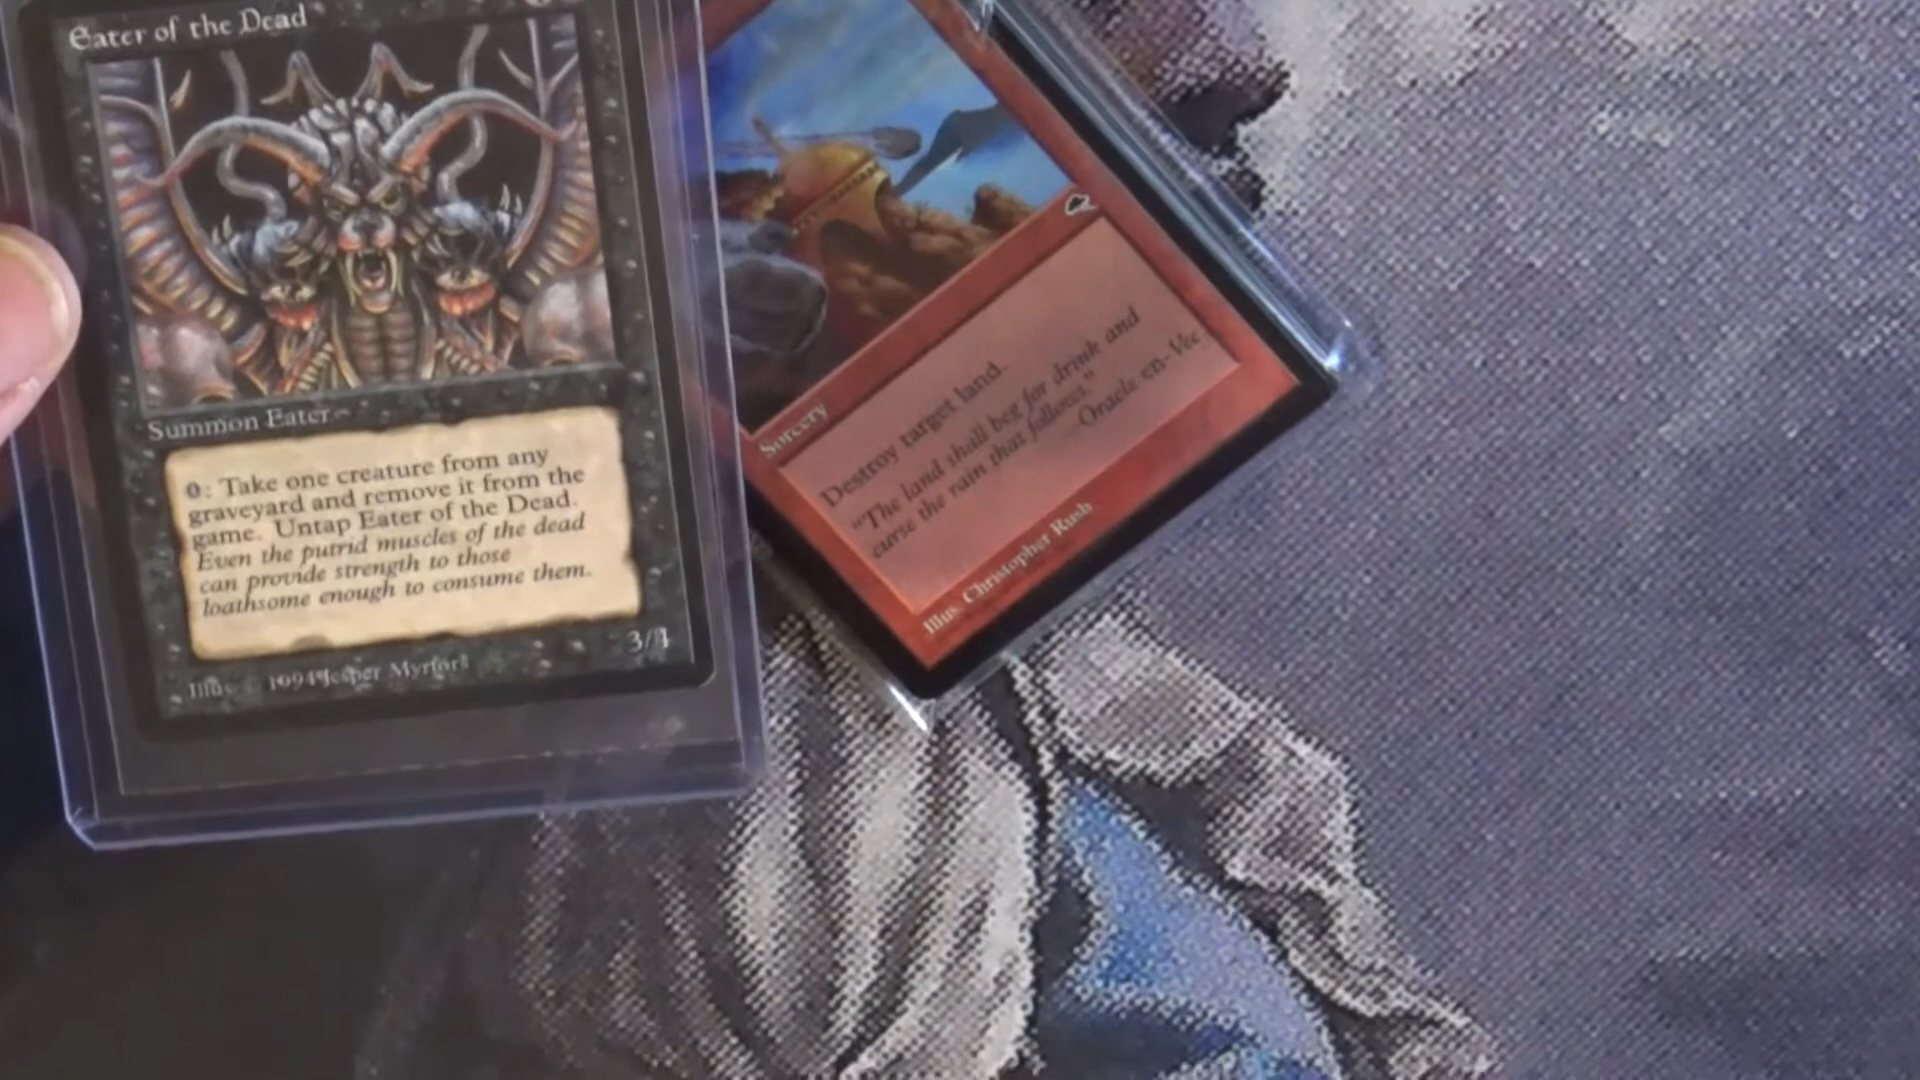 Eater of the Dead
Summon Eater
0: Take one creature from any
graveyard and remove it from the
game. Untap Eater of the Dead.
Even the putrid muscles of the dead
can provide strength to those
loathsome enough to consume them.
3/4
Illus. 1994 Jesper Myrfors
Sorcery
Destroy target land.
"The land shall beg for drink and
curse the rain that follows."
—Oracle en-Vec
Illus. Christopher Rush